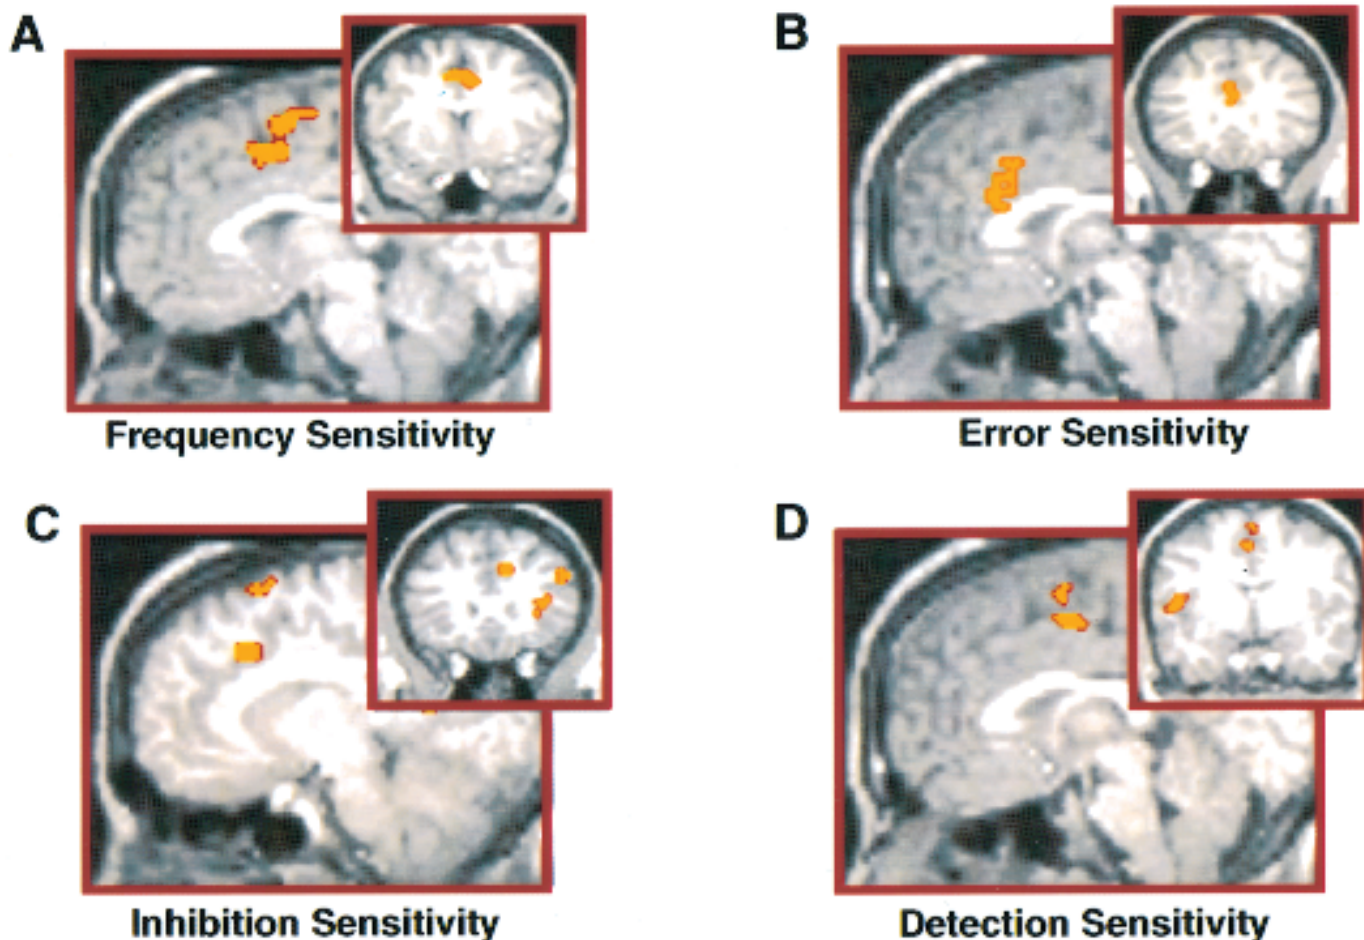 A
B
Frequency Sensitivity
Error Sensitivity
C
D
Inhibition Sensitivity
Detection Sensitivity